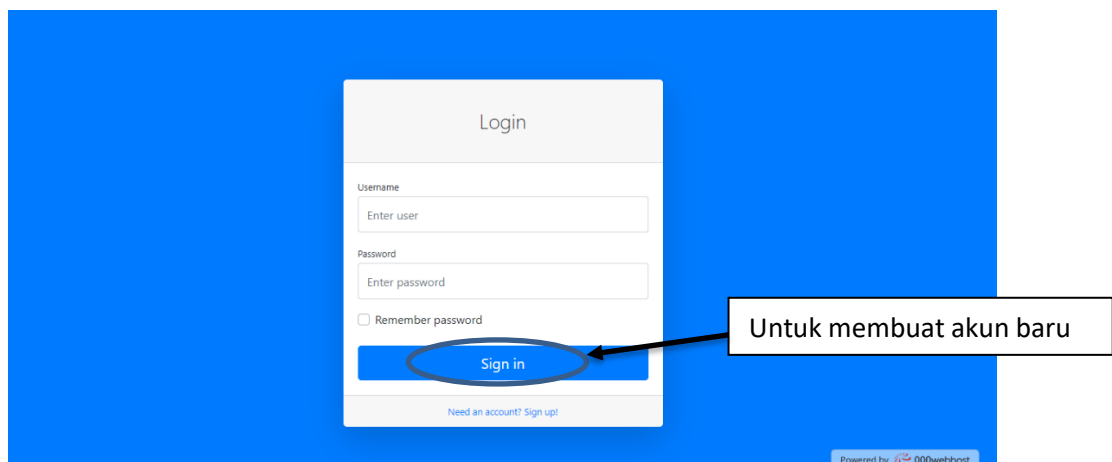 Login
Username
Enter user
Password
Enter password
Remember password
Untuk membuat akun baru
Sign in
Need an account? Sign up!
Powered by 000webhost